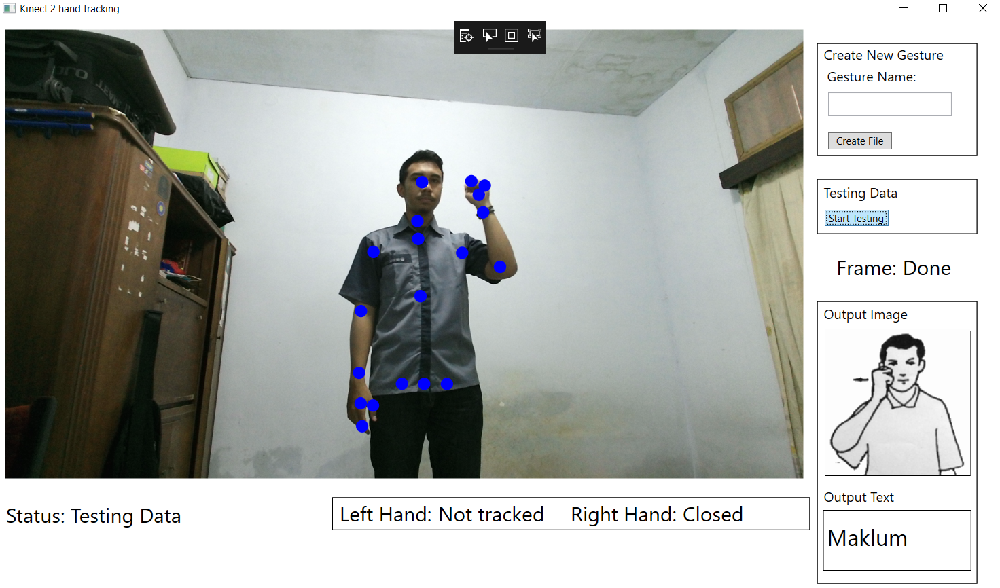 Kinect 2 hand tracking
Create New Gesture
Gesture Name:
Create File
Testing Data
Start Testing
Frame: Done
Output Image
Output Text
Maklum
Status: Testing Data
Left Hand: Not tracked Right Hand: Closed